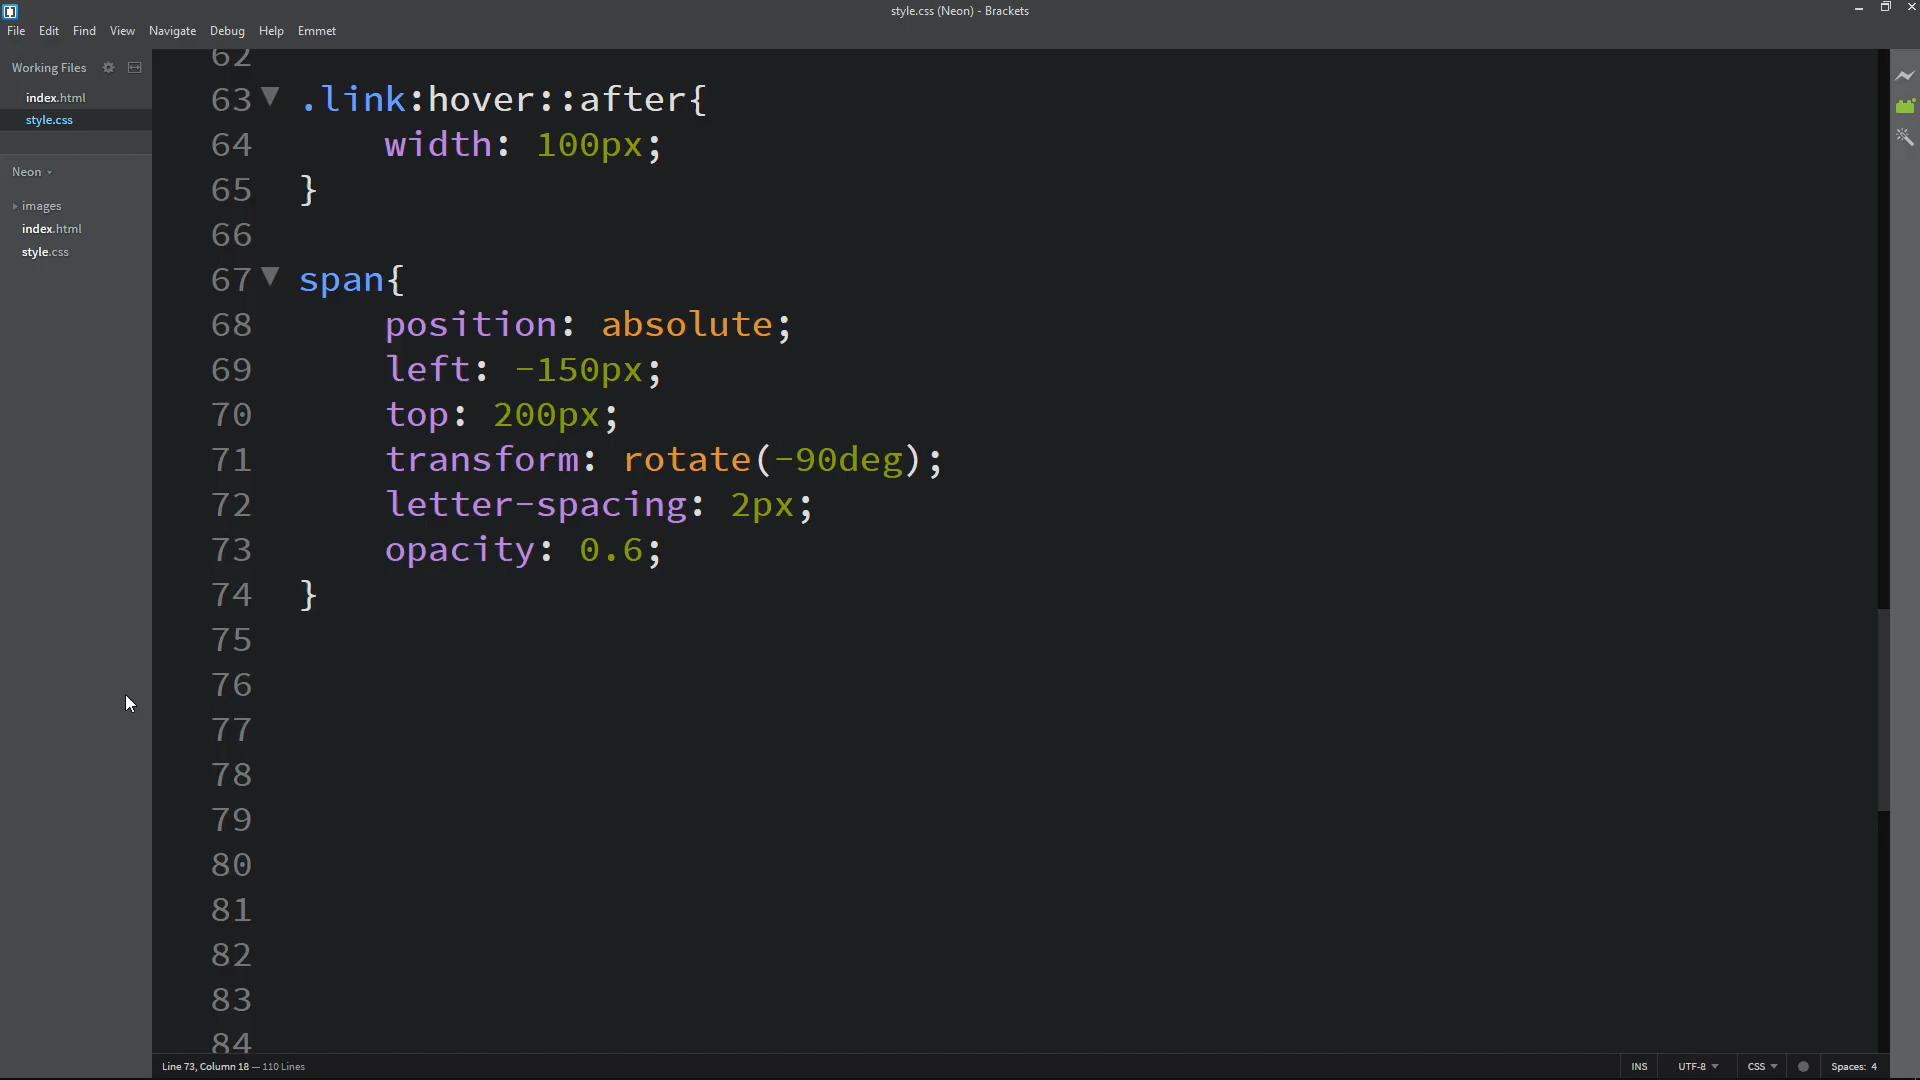 style.css (Neon) - Brackets
File Edit Find View Navigate Debug Help Emmet
Working Files
index.html
style.css
Neon
images
index.html
style.css
62
63 .link:hover::after{
64 width: 100px;
65 }
66
67 span{
68 position: absolute;
69 left: -150px;
70 top: 200px;
71 transform: rotate(-90deg);
72 letter-spacing: 2px;
73 opacity: 0.6;
74 }
75
76
77
78
79
80
81
82
83
84
Line 73, Column 18 — 110 Lines INS UTF-8 CSS Spaces: 4